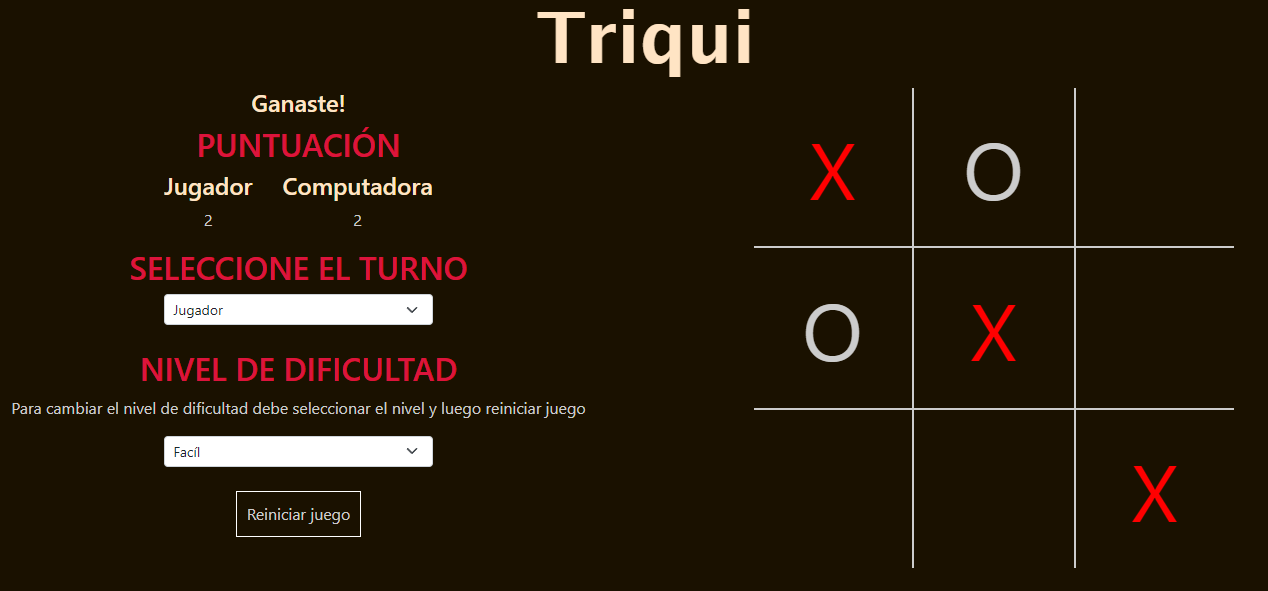 Triqui
Ganaste!
PUNTUACIÓN
Jugador Computadora
2 2
SELECCIONE EL TURNO
Jugador
NIVEL DE DIFICULTAD
Para cambiar el nivel de dificultad debe seleccionar el nivel y luego reiniciar juego
Facíl
Reiniciar juego
X O
O X
X